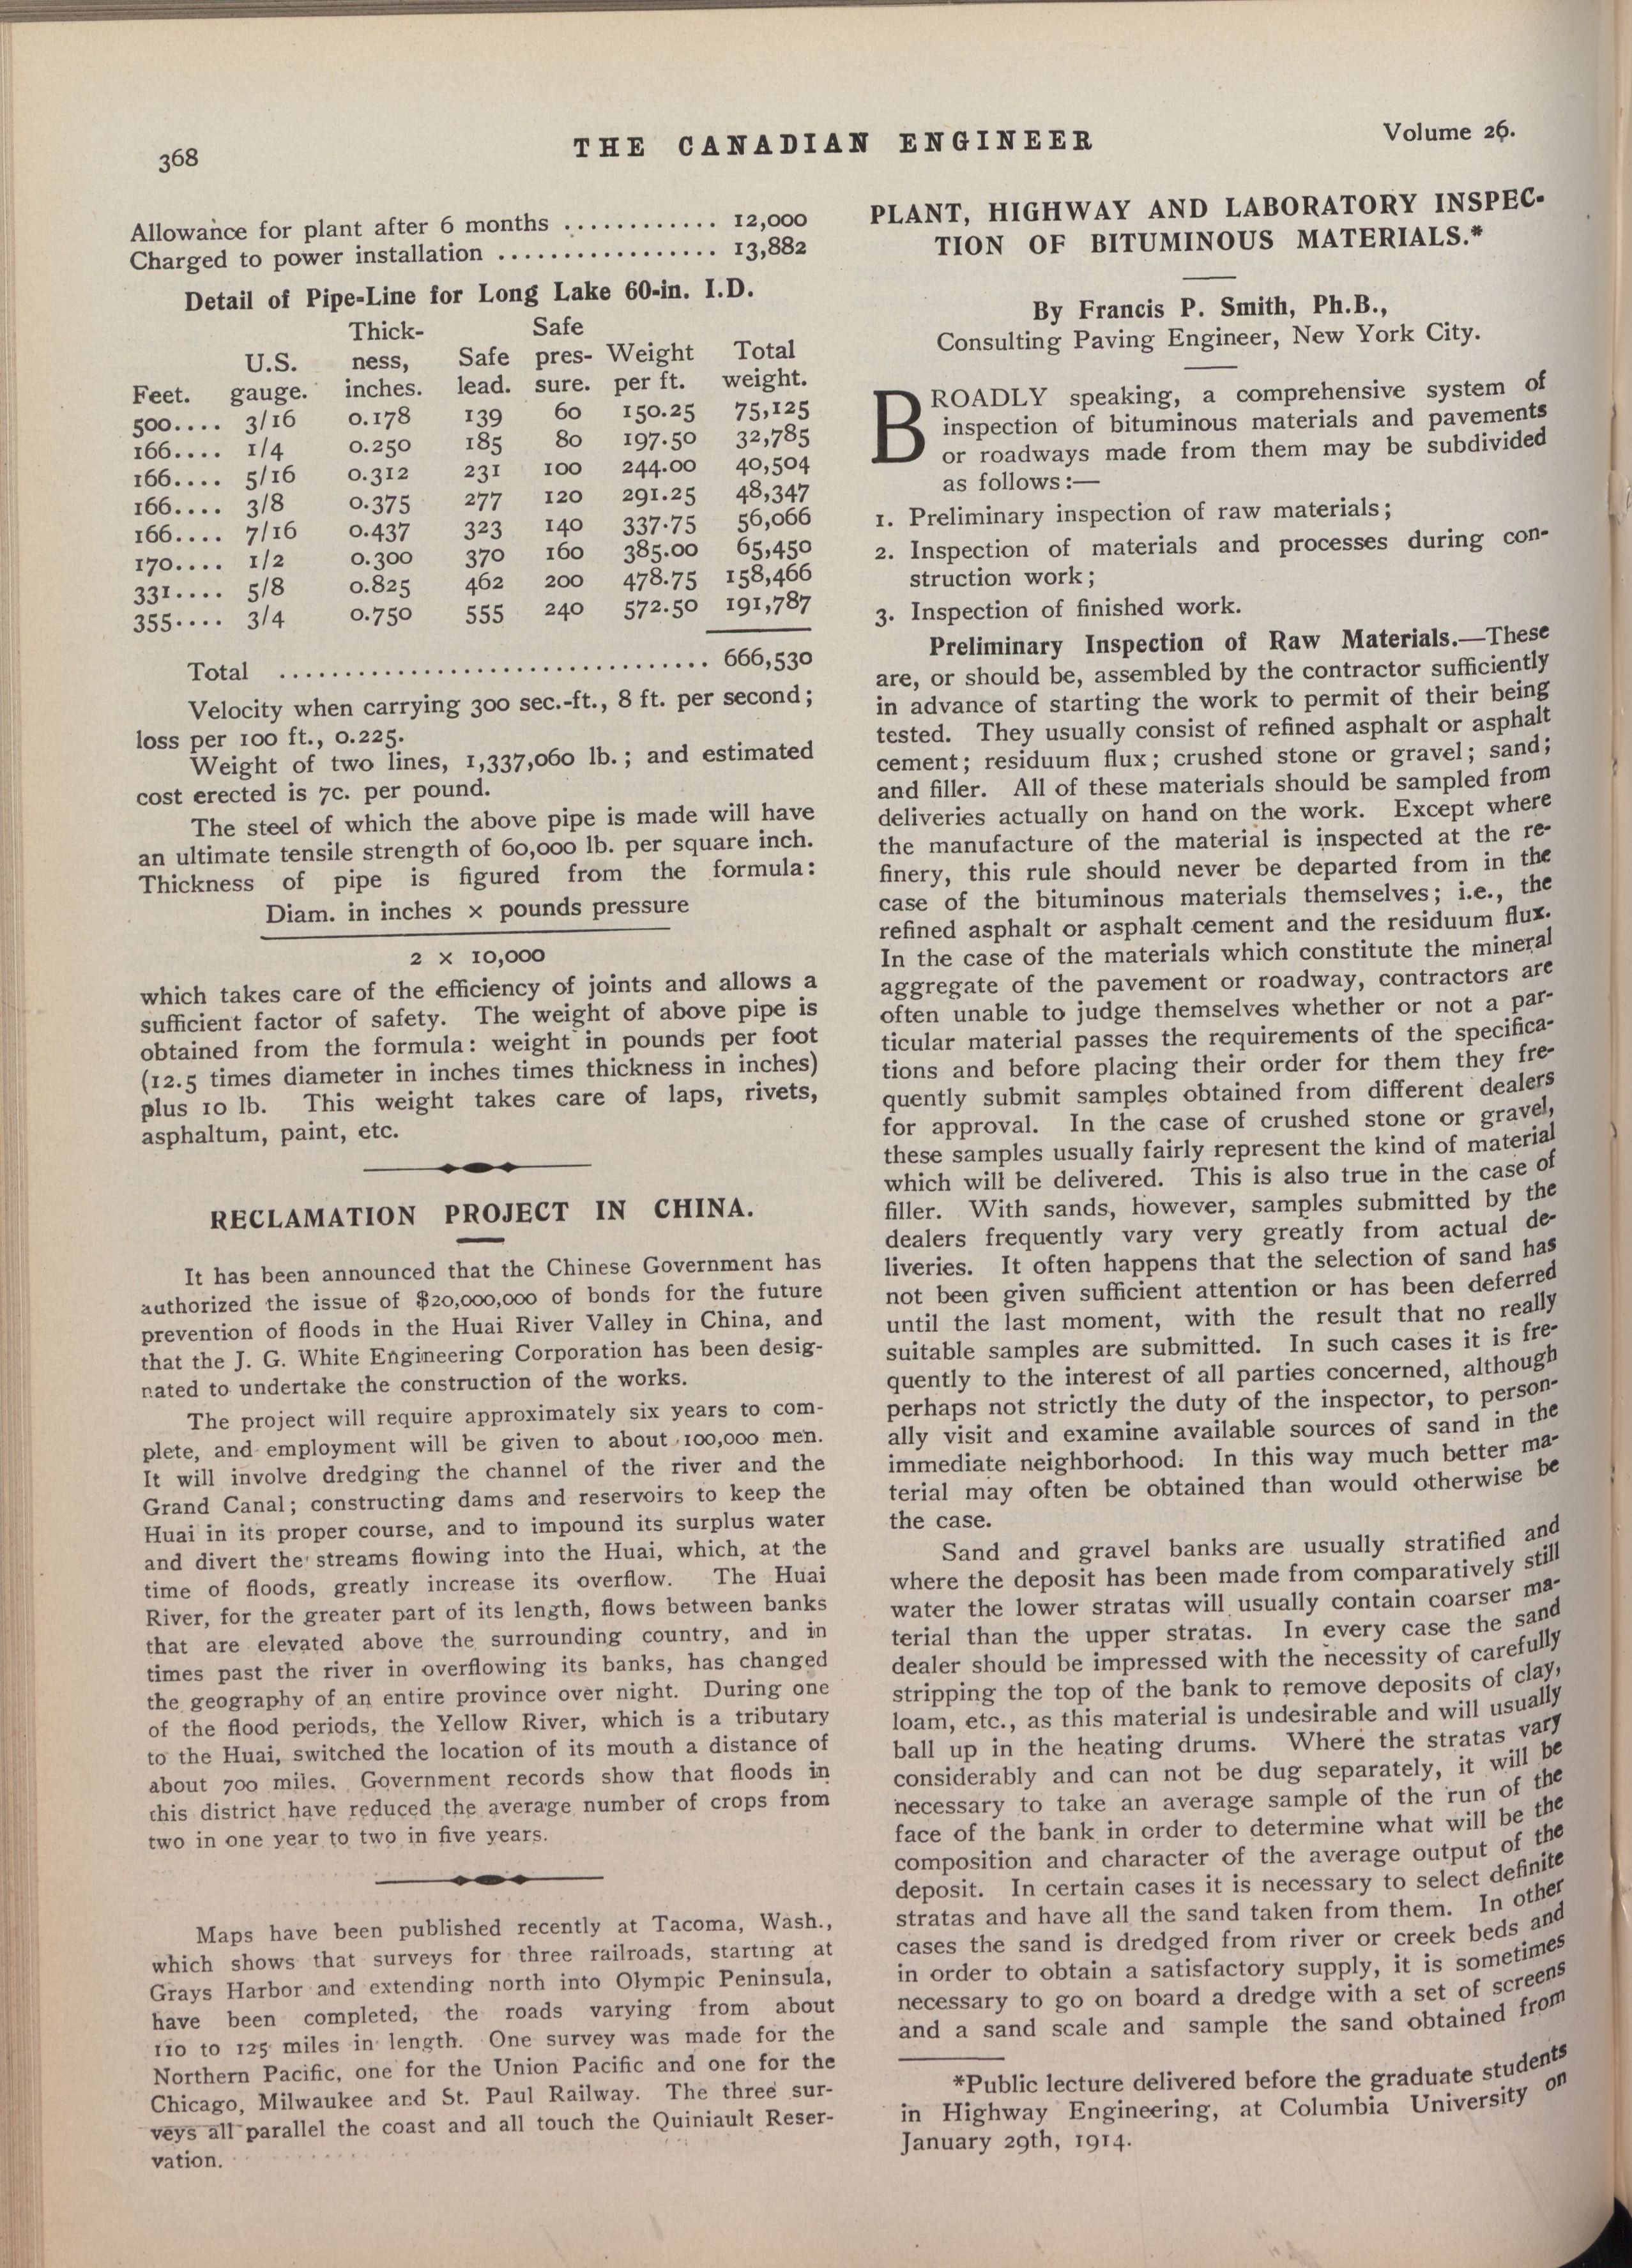 368
THE CANADIAN ENGINEER
Volume 26.
Allowance for plant after 6 months ............ 12,000
Charged to power installation ................. 13,882
Detail of Pipe-Line for Long Lake 60-in. I.D.
Thick- Safe
U.S. ness, Safe pres- Weight Total
Feet. gauge. inches. lead. sure. per ft. weight.
500.... 3/16 0.178 139 60 150.25 75,125
166.... 1/4 0.250 185 80 197.50 32,785
166.... 5/16 0.312 231 100 244.00 40,504
166.... 3/8 0.375 277 120 291.25 48,347
166.... 7/16 0.437 323 140 337.75 56,066
170.... 1/2 0.300 370 160 385.00 65,450
331.... 5/8 0.825 462 200 478.75 158,466
355.... 3/4 0.750 555 240 572.50 191,787
Total ................................. 666,530
Velocity when carrying 300 sec.-ft., 8 ft. per second;
loss per 100 ft., 0.225.
Weight of two lines, 1,337,060 lb.; and estimated
cost erected is 7c. per pound.
The steel of which the above pipe is made will have
an ultimate tensile strength of 60,000 lb. per square inch.
Thickness of pipe is figured from the formula:
Diam. in inches × pounds pressure
2 × 10,000
which takes care of the efficiency of joints and allows a
sufficient factor of safety. The weight of above pipe is
obtained from the formula: weight in pounds per foot
(12.5 times diameter in inches times thickness in inches)
plus 10 lb. This weight takes care of laps, rivets,
asphaltum, paint, etc.
RECLAMATION PROJECT IN CHINA.
It has been announced that the Chinese Government has
authorized the issue of $20,000,000 of bonds for the future
prevention of floods in the Huai River Valley in China, and
that the J. G. White Engineering Corporation has been desig-
nated to undertake the construction of the works.
The project will require approximately six years to com-
plete, and employment will be given to about 100,000 men.
It will involve dredging the channel of the river and the
Grand Canal; constructing dams and reservoirs to keep the
Huai in its proper course, and to impound its surplus water
and divert the streams flowing into the Huai, which, at the
time of floods, greatly increase its overflow. The Huai
River, for the greater part of its length, flows between banks
that are elevated above the surrounding country, and in
times past the river in overflowing its banks, has changed
the geography of an entire province over night. During one
of the flood periods, the Yellow River, which is a tributary
to the Huai, switched the location of its mouth a distance of
about 700 miles. Government records show that floods in
this district have reduced the average number of crops from
two in one year to two in five years.
Maps have been published recently at Tacoma, Wash.,
which shows that surveys for three railroads, starting at
Grays Harbor and extending north into Olympic Peninsula,
have been completed, the roads varying from about
110 to 125 miles in length. One survey was made for the
Northern Pacific, one for the Union Pacific and one for the
Chicago, Milwaukee and St. Paul Railway. The three sur-
veys all parallel the coast and all touch the Quiniault Reser-
vation.
PLANT, HIGHWAY AND LABORATORY INSPEC-
TION OF BITUMINOUS MATERIALS.*
By Francis P. Smith, Ph.B.,
Consulting Paving Engineer, New York City.
BROADLY speaking, a comprehensive system of
inspection of bituminous materials and pavements
or roadways made from them may be subdivided
as follows:—
1. Preliminary inspection of raw materials;
2. Inspection of materials and processes during con-
struction work;
3. Inspection of finished work.
Preliminary Inspection of Raw Materials.—These
are, or should be, assembled by the contractor sufficiently
in advance of starting the work to permit of their being
tested. They usually consist of refined asphalt or asphalt
cement; residuum flux; crushed stone or gravel; sand;
and filler. All of these materials should be sampled from
deliveries actually on hand on the work. Except where
the manufacture of the material is inspected at the re-
finery, this rule should never be departed from in the
case of the bituminous materials themselves; i.e., the
refined asphalt or asphalt cement and the residuum flux.
In the case of the materials which constitute the mineral
aggregate of the pavement or roadway, contractors are
often unable to judge themselves whether or not a par-
ticular material passes the requirements of the specifica-
tions and before placing their order for them they fre-
quently submit samples obtained from different dealers
for approval. In the case of crushed stone or gravel,
these samples usually fairly represent the kind of material
which will be delivered. This is also true in the case of
filler. With sands, however, samples submitted by the
dealers frequently vary very greatly from actual de-
liveries. It often happens that the selection of sand has
not been given sufficient attention or has been deferred
until the last moment, with the result that no really
suitable samples are submitted. In such cases it is fre-
quently to the interest of all parties concerned, although
perhaps not strictly the duty of the inspector, to person-
ally visit and examine available sources of sand in the
immediate neighborhood. In this way much better ma-
terial may often be obtained than would otherwise be
the case.
Sand and gravel banks are usually stratified and
where the deposit has been made from comparatively still
water the lower stratas will usually contain coarser ma-
terial than the upper stratas. In every case the sand
dealer should be impressed with the necessity of carefully
stripping the top of the bank to remove deposits of clay,
loam, etc., as this material is undesirable and will usually
ball up in the heating drums. Where the stratas vary
considerably and can not be dug separately, it will be
necessary to take an average sample of the run of the
face of the bank in order to determine what will be the
composition and character of the average output of the
deposit. In certain cases it is necessary to select definite
stratas and have all the sand taken from them. In other
cases the sand is dredged from river or creek beds and
in order to obtain a satisfactory supply, it is sometimes
necessary to go on board a dredge with a set of screens
and a sand scale and sample the sand obtained from
*Public lecture delivered before the graduate students
in Highway Engineering, at Columbia University on
January 29th, 1914.